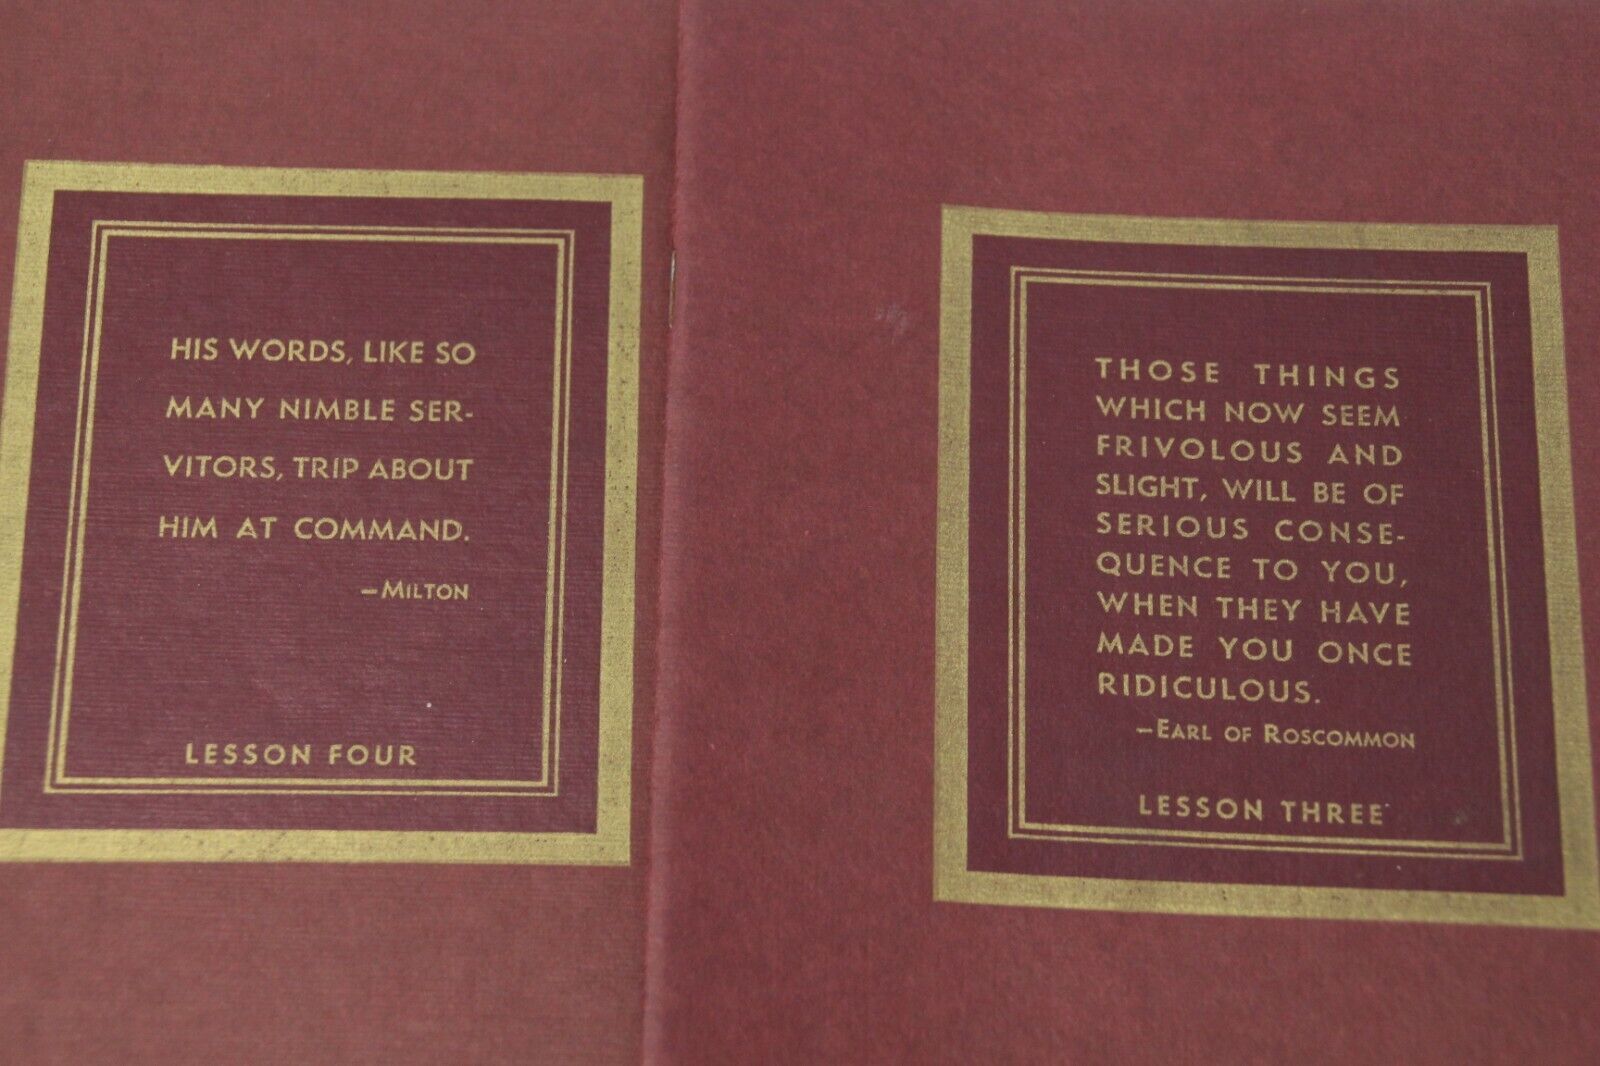 HIS WORDS, LIKE SO
MANY NIMBLE SER-
VITORS, TRIP ABOUT
HIM AT COMMAND.
—MILTON
LESSON FOUR
THOSE THINGS
WHICH NOW SEEM
FRIVOLOUS AND
SLIGHT, WILL BE OF
SERIOUS CONSE-
QUENCE TO YOU,
WHEN THEY HAVE
MADE YOU ONCE
RIDICULOUS.
—EARL OF ROSCOMMON
LESSON THREE